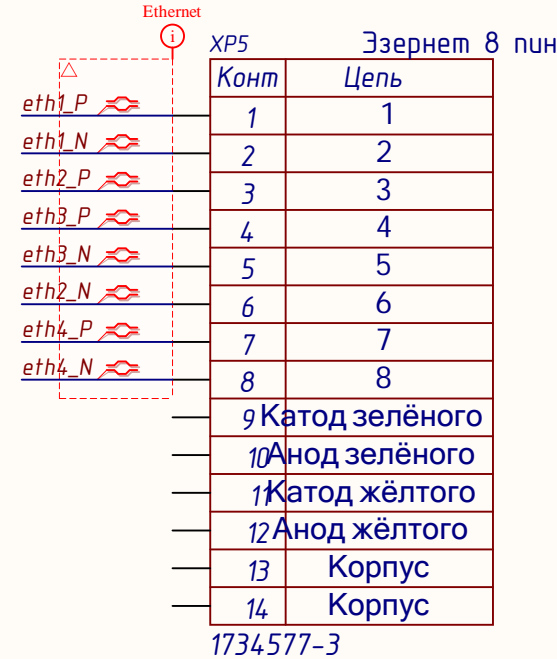 Ethernet
i
XP5 Эзернет 8 пин
Конт Цепь
eth1_P 1 1
eth1_N 2 2
eth2_P 3 3
eth3_P 4 4
eth3_N 5 5
eth2_N 6 6
eth4_P 7 7
eth4_N 8 8
9 Катод зелёного
10 Анод зелёного
11 Катод жёлтого
12 Анод жёлтого
13 Корпус
14 Корпус
1734577-3